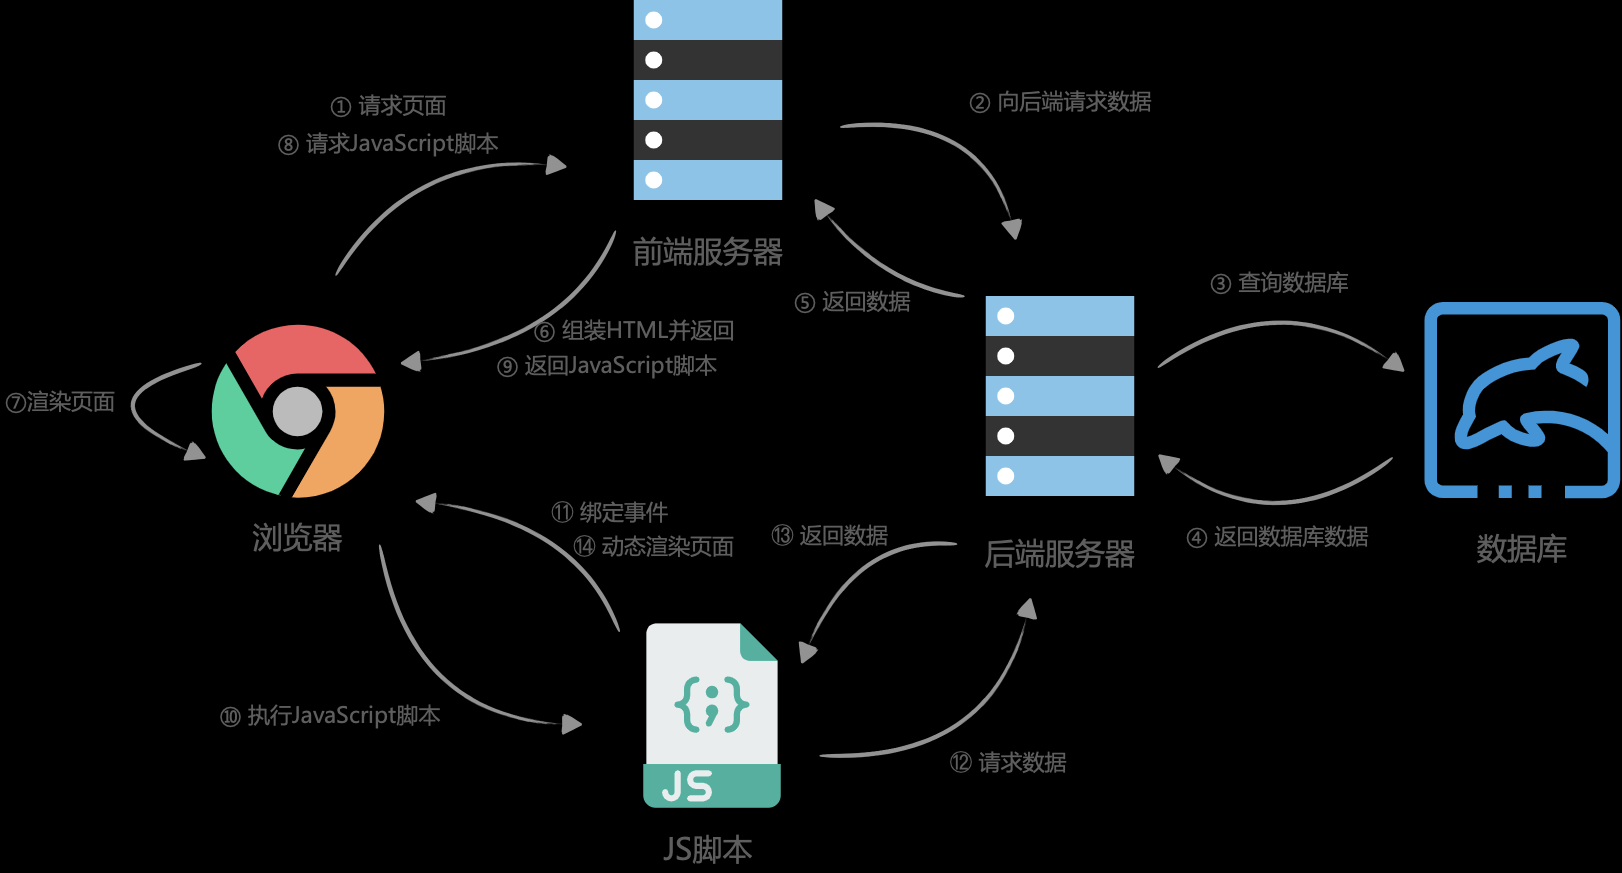 ① 请求页面
⑧ 请求JavaScript脚本
② 向后端请求数据
前端服务器
⑤ 返回数据
③ 查询数据库
⑥ 组装HTML并返回
⑨ 返回JavaScript脚本
⑦渲染页面
浏览器
⑪ 绑定事件
⑭ 动态渲染页面
⑬ 返回数据
后端服务器
④ 返回数据库数据
数据库
⑩ 执行JavaScript脚本
⑫ 请求数据
{;}
JS
JS脚本